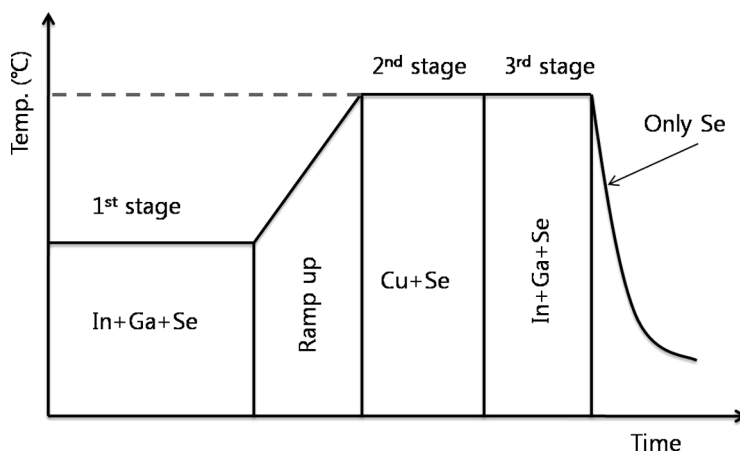 Temp. (℃)
1st stage
2nd stage
3rd stage
Only Se
In+Ga+Se
Ramp up
Cu+Se
In+Ga+Se
Time